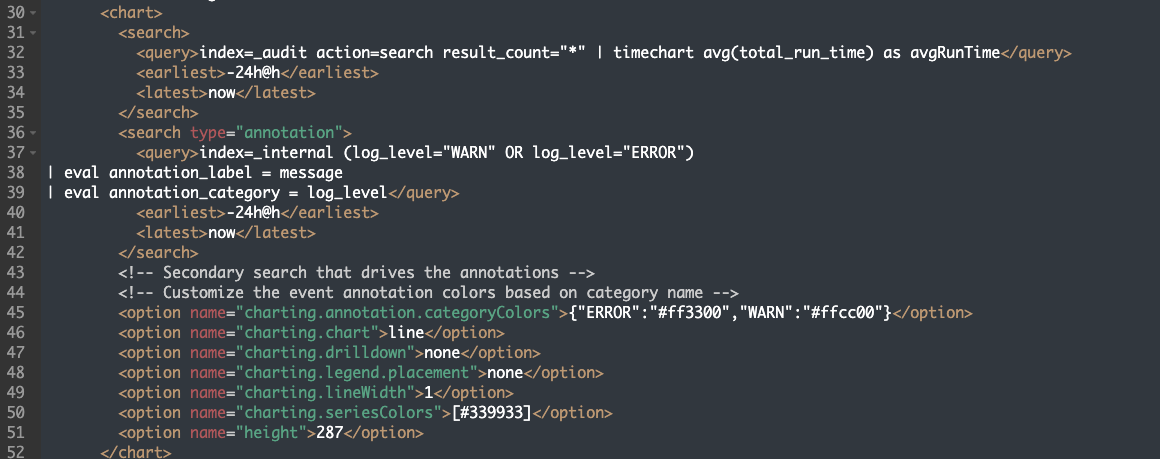 30 <chart>
31 <search>
32 <query>index=_audit action=search result_count="*" | timechart avg(total_run_time) as avgRunTime</query>
33 <earliest>-24h@h</earliest>
34 <latest>now</latest>
35 </search>
36 <search type="annotation">
37 <query>index=_internal (log_level="WARN" OR log_level="ERROR")
38 | eval annotation_label = message
39 | eval annotation_category = log_level</query>
40 <earliest>-24h@h</earliest>
41 <latest>now</latest>
42 </search>
43 <!-- Secondary search that drives the annotations -->
44 <!-- Customize the event annotation colors based on category name -->
45 <option name="charting.annotation.categoryColors">{"ERROR":"#ff3300","WARN":"#ffcc00"}</option>
46 <option name="charting.chart">line</option>
47 <option name="charting.drilldown">none</option>
48 <option name="charting.legend.placement">none</option>
49 <option name="charting.lineWidth">1</option>
50 <option name="charting.seriesColors">[#339933]</option>
51 <option name="height">287</option>
52 </chart>